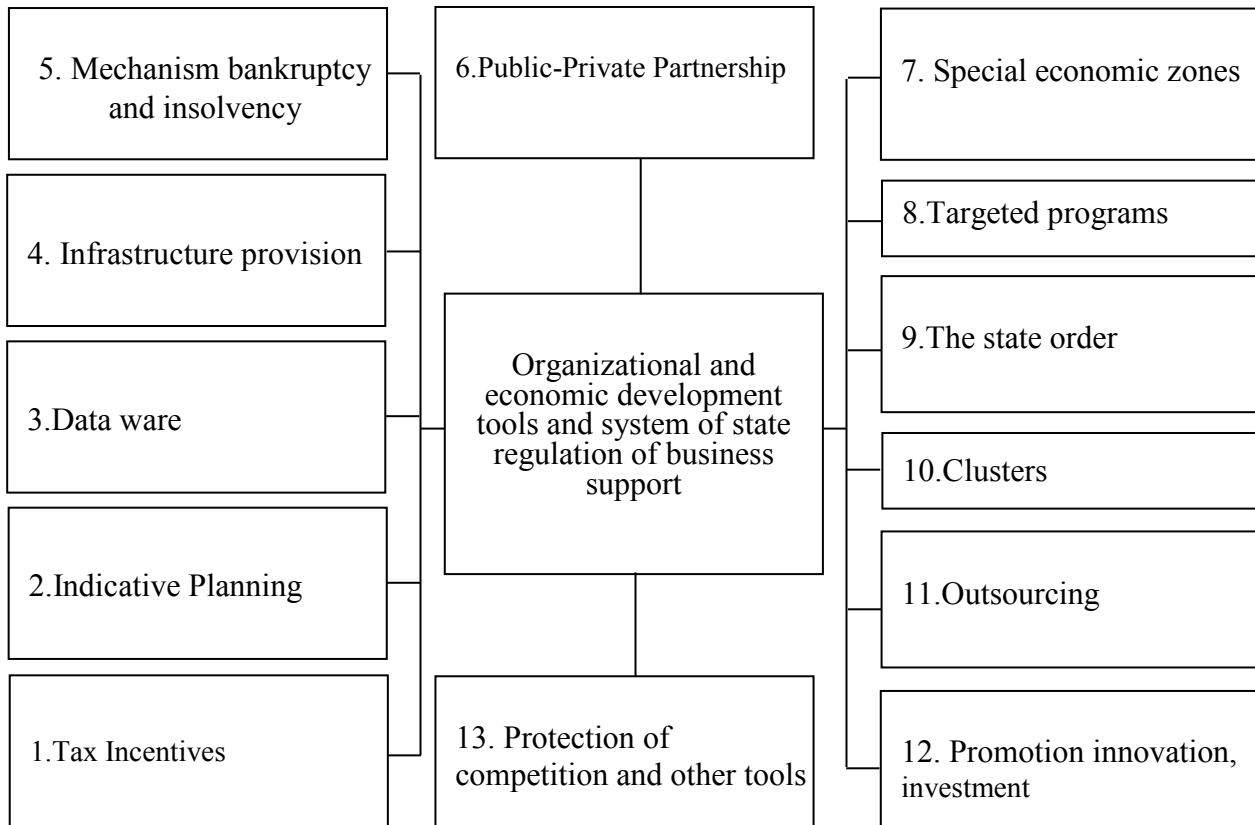 5. Mechanism bankruptcy
and insolvency
6.Public-Private Partnership
7. Special economic zones
4. Infrastructure provision
8.Targeted programs
9.The state order
Organizational and
economic development
tools and system of state
regulation of business
support
3.Data ware
10.Clusters
2.Indicative Planning
11.Outsourcing
1.Tax Incentives
13. Protection of
competition and other tools
12. Promotion innovation,
investment